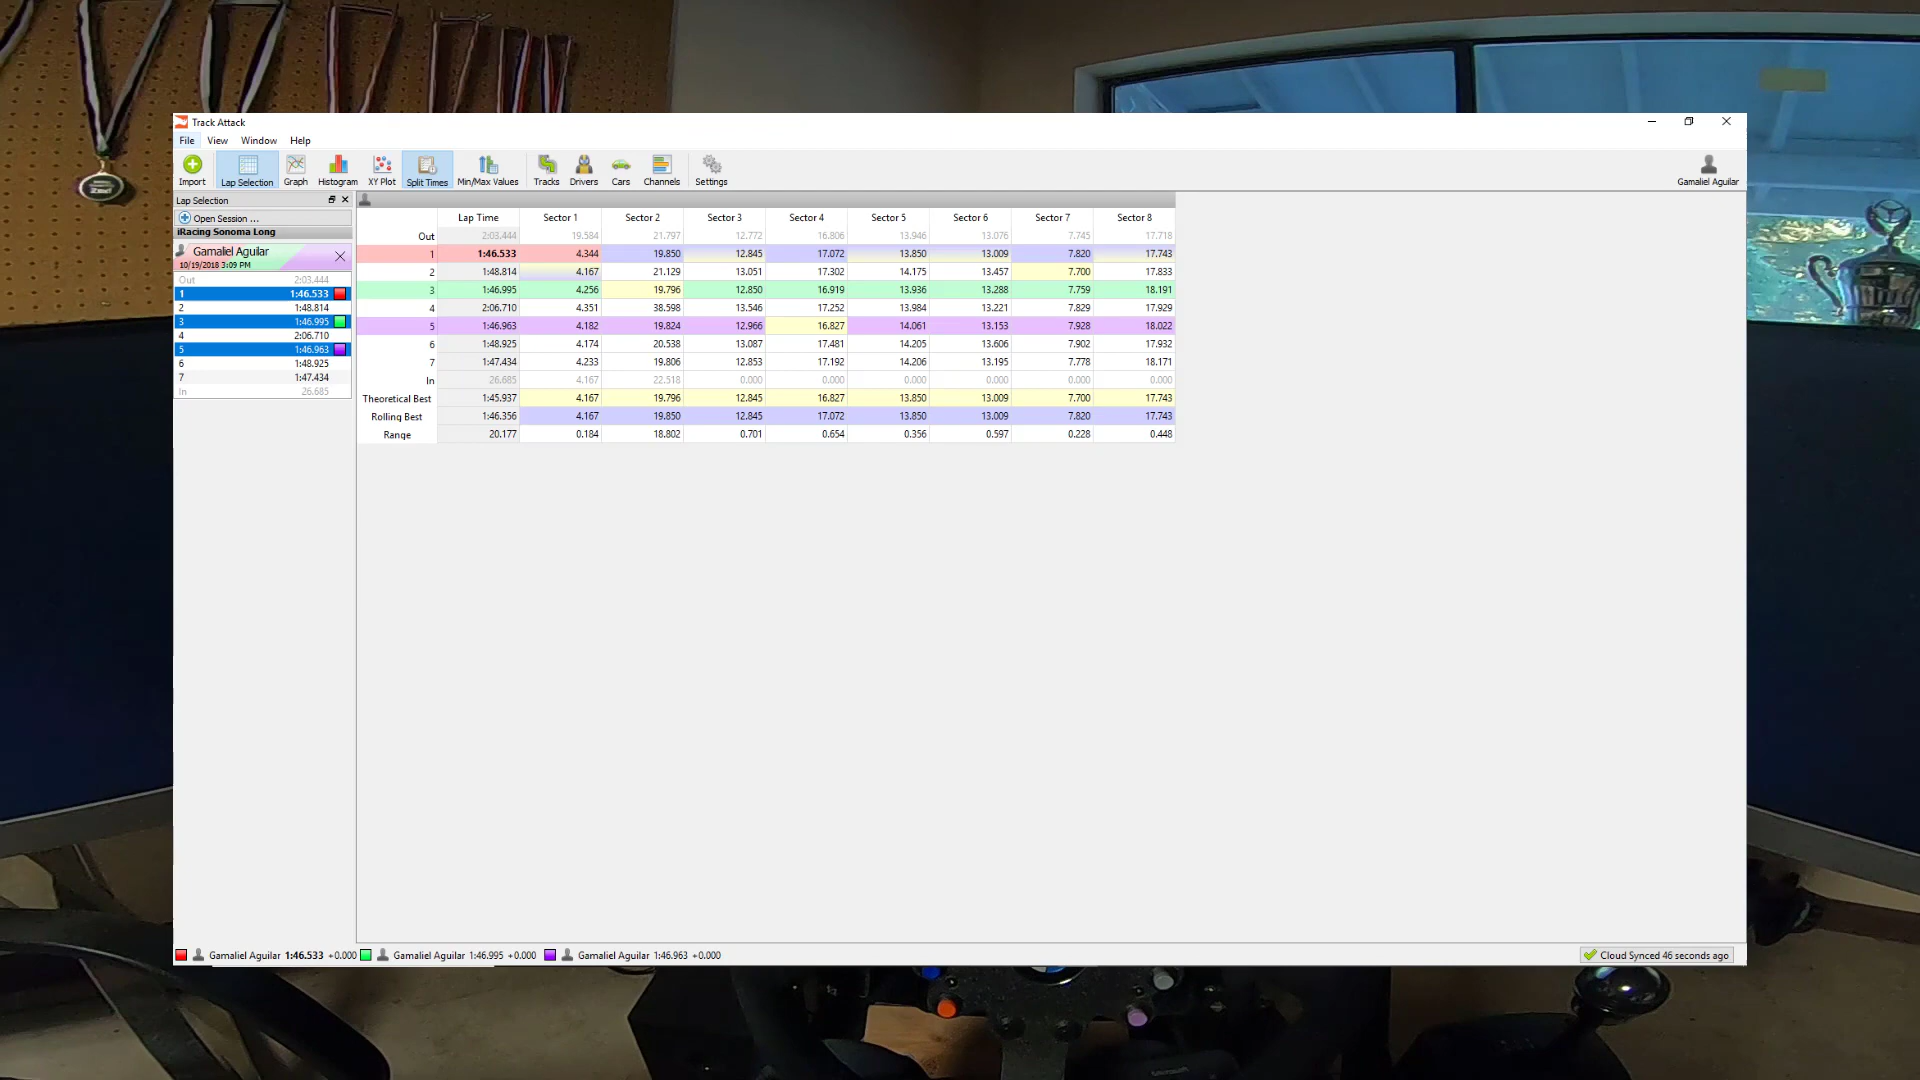 Track Attack
File View Window Help
Import Lap Selection Graph Histogram XY Plot Split Times Min/Max Values Tracks Drivers Cars Channels Settings Gamaliel Aguilar
Lap Selection
Open Session ...
iRacing Sonoma Long
Gamaliel Aguilar
10/19/2018 3:09 PM
Out 2:03.444
1 1:46.533
2 1:48.814
3 1:46.995
4 2:06.710
5 1:46.963
6 1:48.925
7 1:47.434
In 26.685
Lap Time Sector 1 Sector 2 Sector 3 Sector 4 Sector 5 Sector 6 Sector 7 Sector 8
Out 2:03.444 19.584 21.797 12.772 16.806 13.946 13.076 7.745 17.718
1 1:46.533 4.344 19.850 12.845 17.072 13.850 13.009 7.820 17.743
2 1:48.814 4.167 21.129 13.051 17.302 14.175 13.457 7.700 17.833
3 1:46.995 4.256 19.796 12.850 16.919 13.936 13.288 7.759 18.191
4 2:06.710 4.351 38.598 13.546 17.252 13.984 13.221 7.829 17.929
5 1:46.963 4.182 19.824 12.966 16.827 14.061 13.153 7.928 18.022
6 1:48.925 4.174 20.538 13.087 17.481 14.205 13.606 7.902 17.932
7 1:47.434 4.233 19.806 12.853 17.192 14.206 13.195 7.778 18.171
In 26.685 4.167 22.518 0.000 0.000 0.000 0.000 0.000 0.000
Theoretical Best 1:45.937 4.167 19.796 12.845 16.827 13.850 13.009 7.700 17.743
Rolling Best 1:46.356 4.167 19.850 12.845 17.072 13.850 13.009 7.820 17.743
Range 20.177 0.184 18.802 0.701 0.654 0.356 0.597 0.228 0.448
Gamaliel Aguilar 1:46.533 +0.000 Gamaliel Aguilar 1:46.995 +0.000 Gamaliel Aguilar 1:46.963 +0.000
Cloud Synced 46 seconds ago